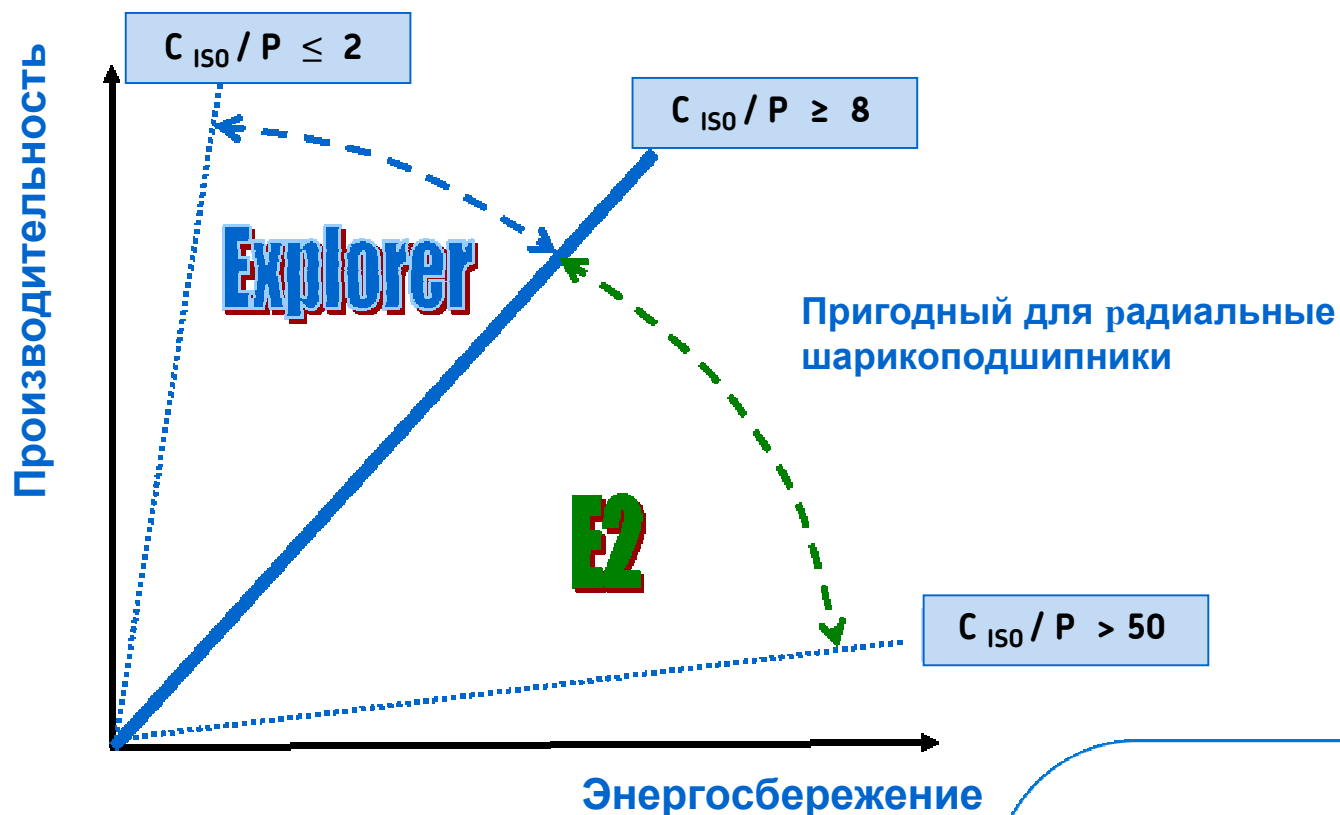 C ISO / P ≤ 2
C ISO / P ≥ 8
Производительность
Explorer
Пригодный для радиальные
шарикоподшипники
E2
C ISO / P > 50
Энергосбережение